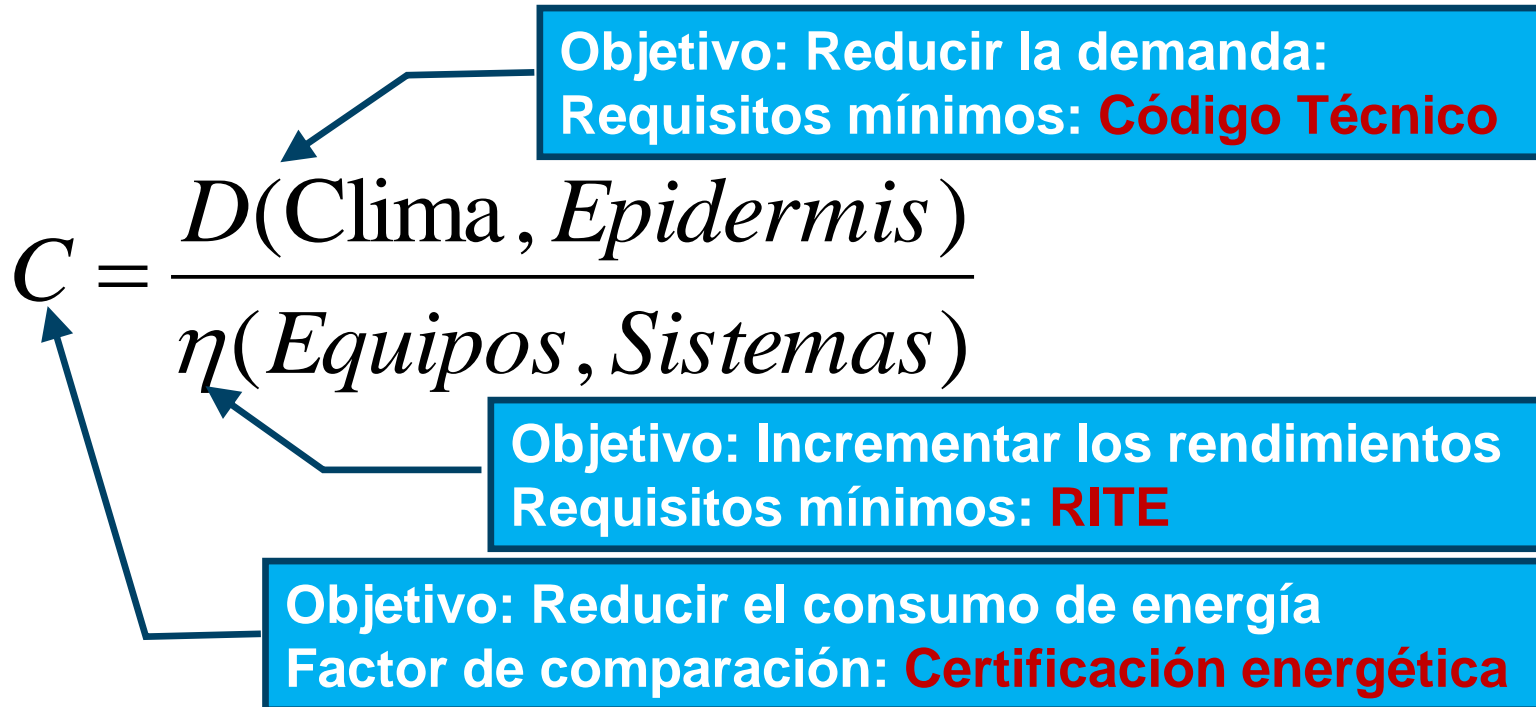 Objetivo: Reducir la demanda:
Requisitos mínimos: Código Técnico
C = D(Clima, Epidermis)
η(Equipos, Sistemas)
Objetivo: Incrementar los rendimientos
Requisitos mínimos: RITE
Objetivo: Reducir el consumo de energía
Factor de comparación: Certificación energética